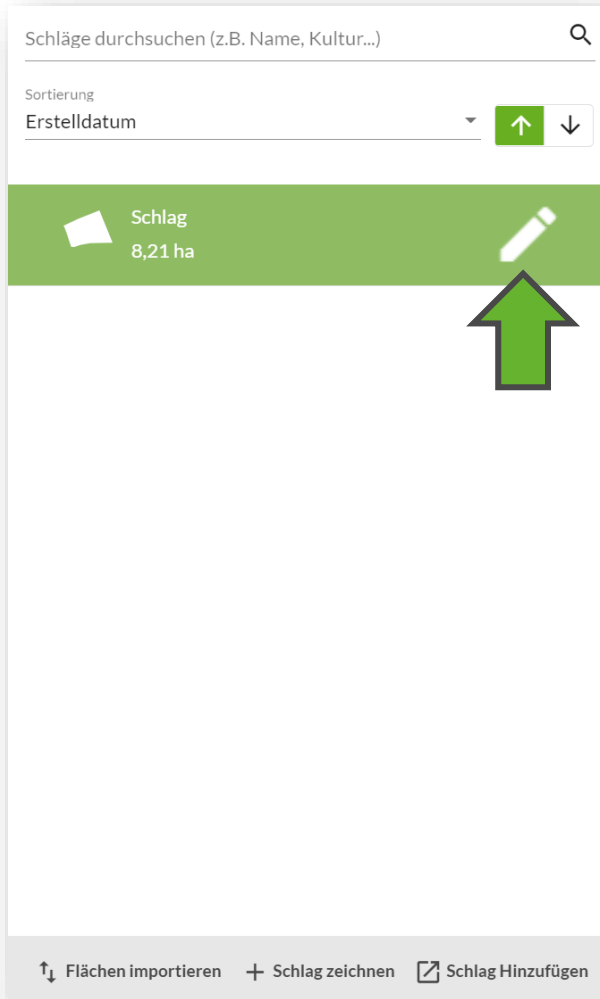 Schläge durchsuchen (z.B. Name, Kultur...)
Sortierung
Erstelldatum
Schlag
8,21 ha
Flächen importieren
Schlag zeichnen
Schlag Hinzufügen